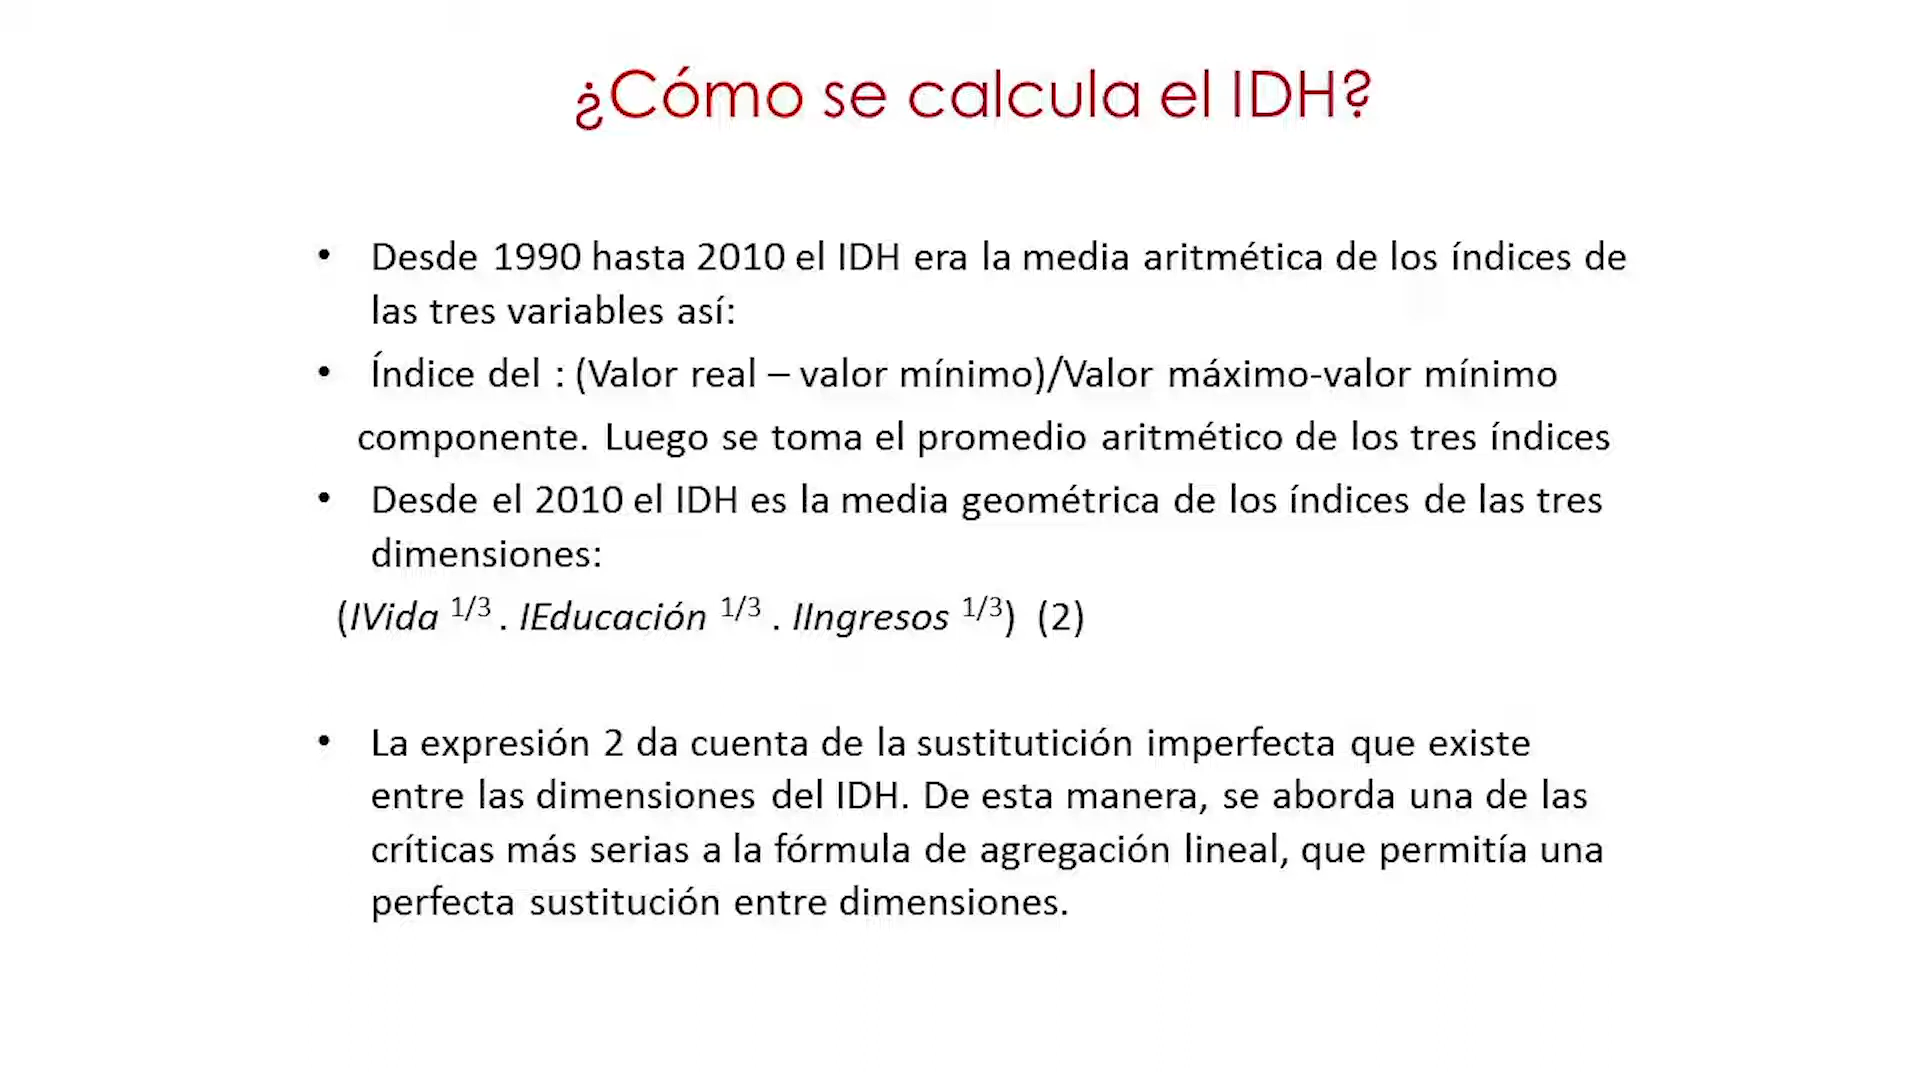 ¿Cómo se calcula el IDH?
• Desde 1990 hasta 2010 el IDH era la media aritmética de los índices de
las tres variables así:
• Índice del : (Valor real – valor mínimo)/Valor máximo-valor mínimo
componente. Luego se toma el promedio aritmético de los tres índices
• Desde el 2010 el IDH es la media geométrica de los índices de las tres
dimensiones:
(IVida 1/3 . IEducación 1/3 . IIngresos 1/3) (2)
• La expresión 2 da cuenta de la sustitutición imperfecta que existe
entre las dimensiones del IDH. De esta manera, se aborda una de las
críticas más serias a la fórmula de agregación lineal, que permitía una
perfecta sustitución entre dimensiones.